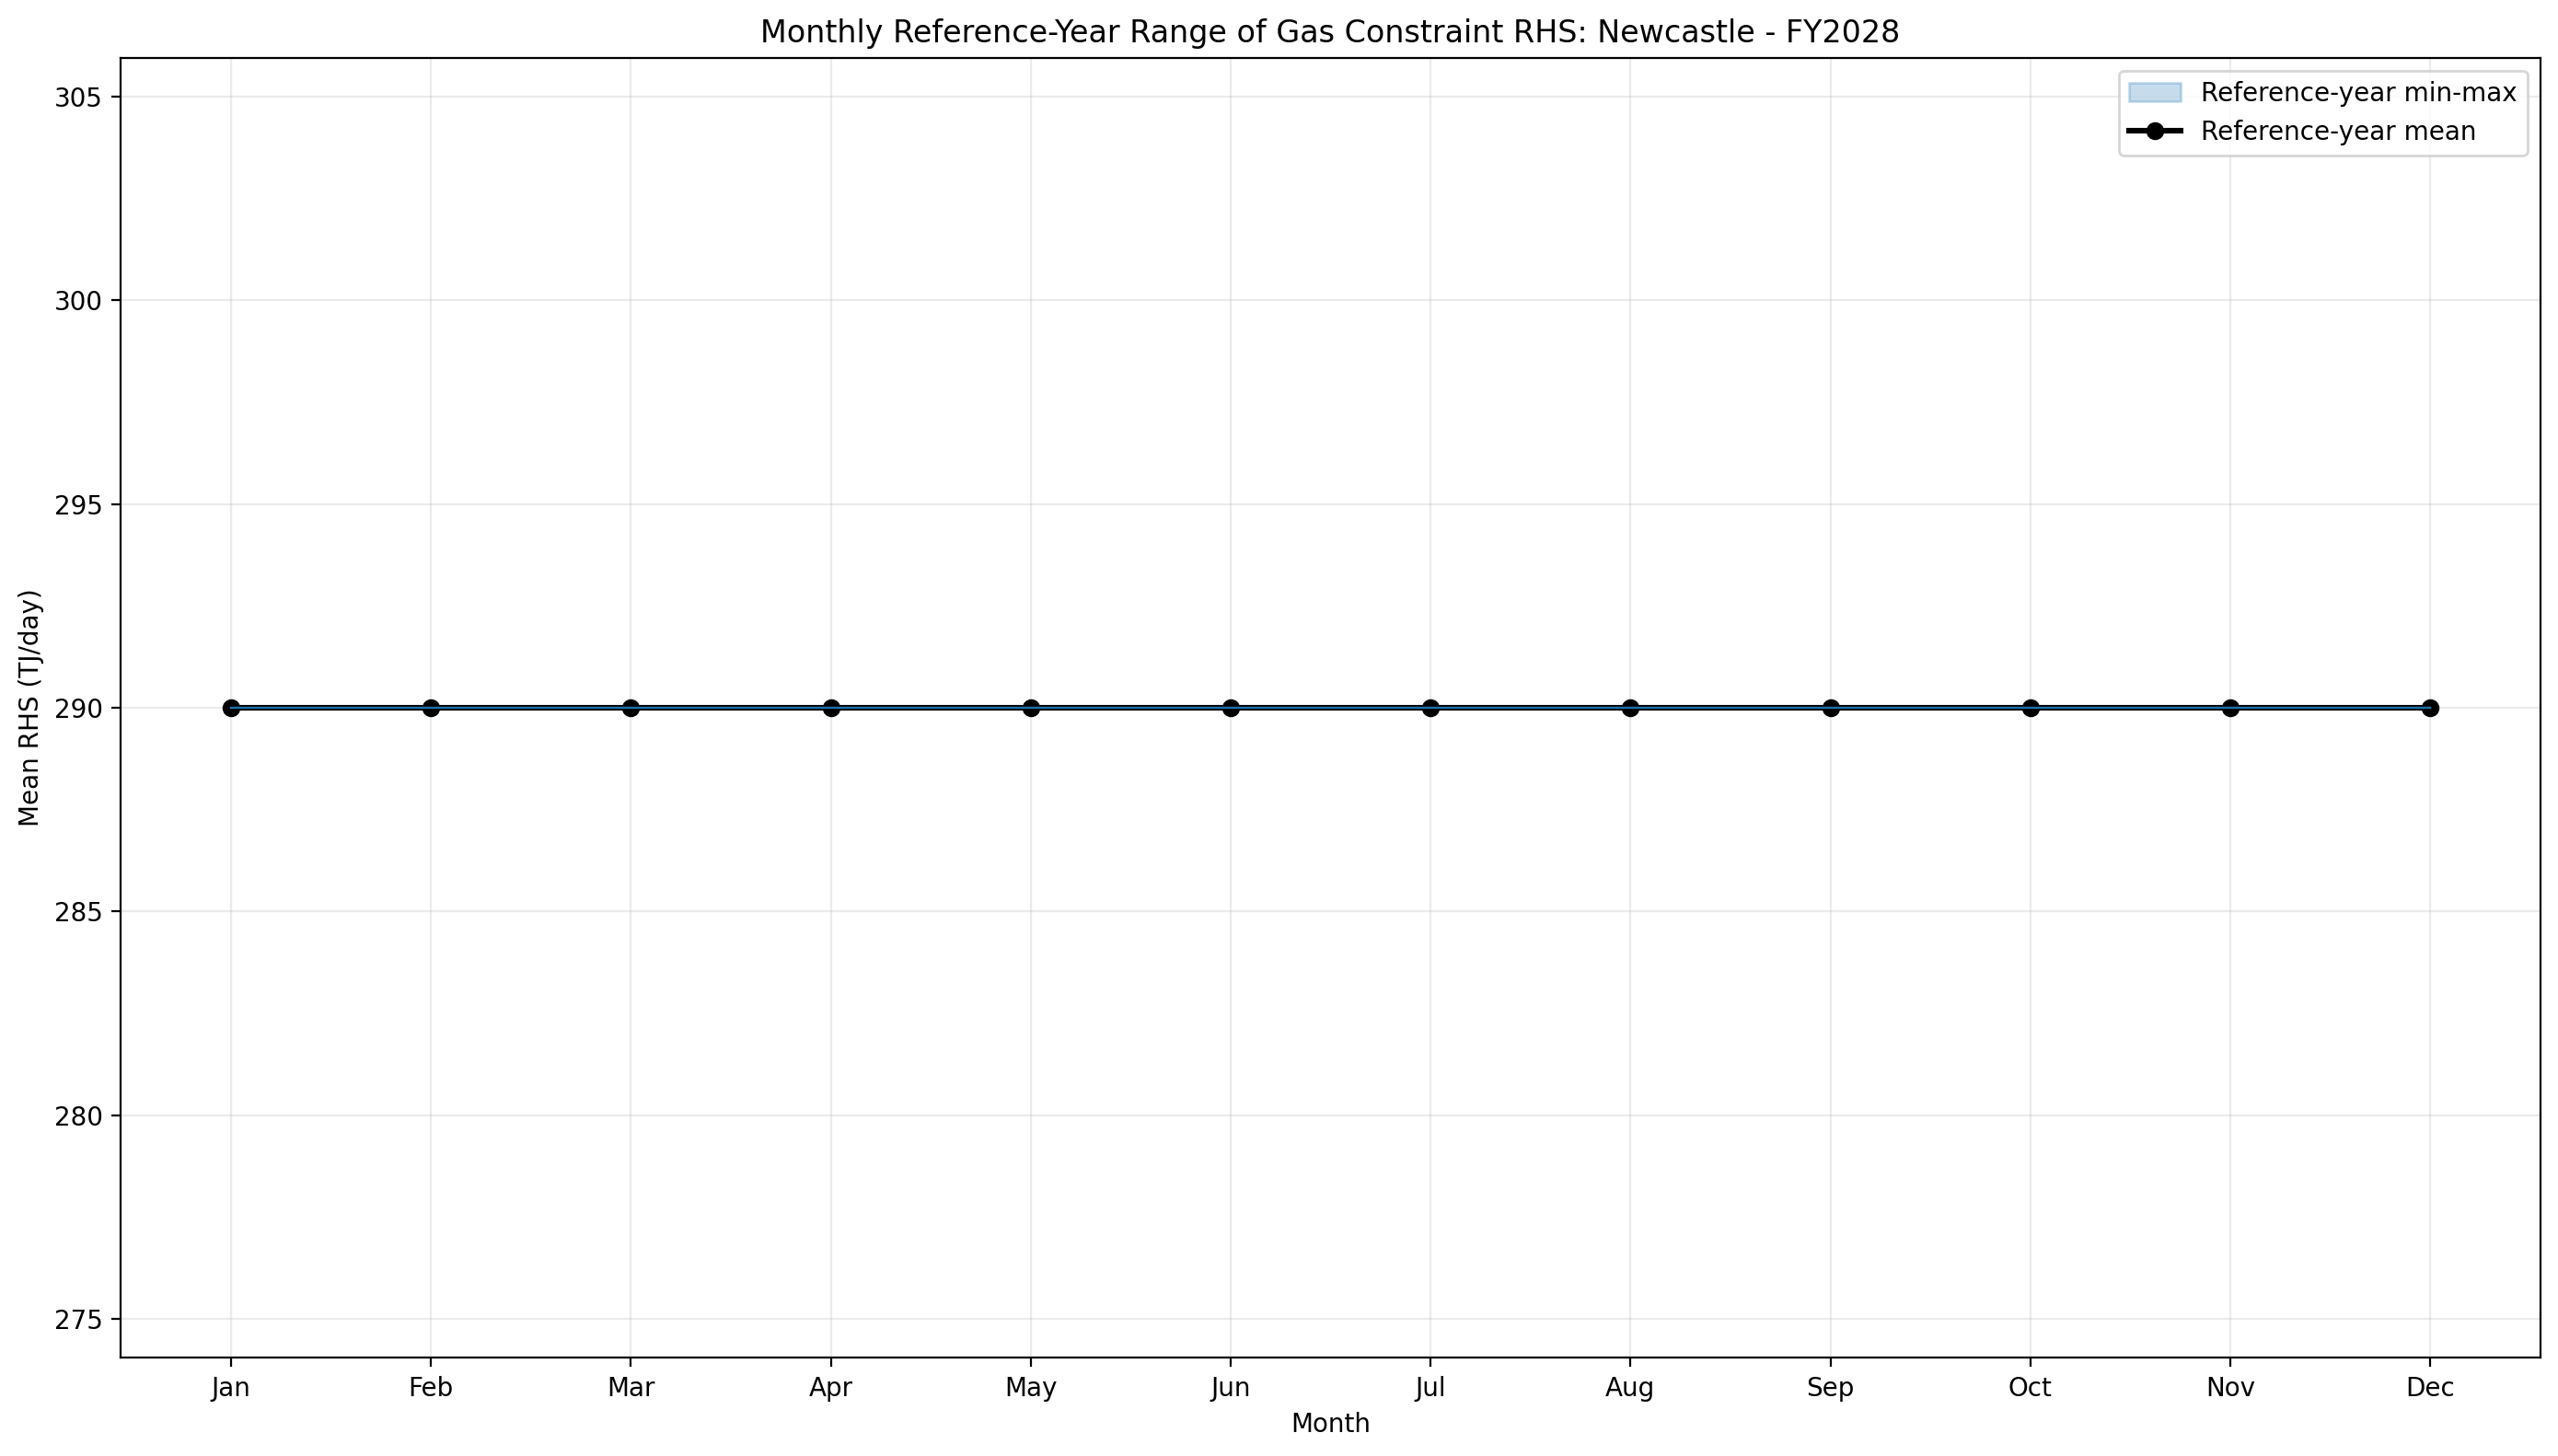 Monthly Reference-Year Range of Gas Constraint RHS: Newcastle - FY2028
Reference-year min-max
Reference-year mean
Mean RHS (TJ/day)
305
300
295
290
285
280
275
Jan Feb Mar Apr May Jun Jul Aug Sep Oct Nov Dec
Month